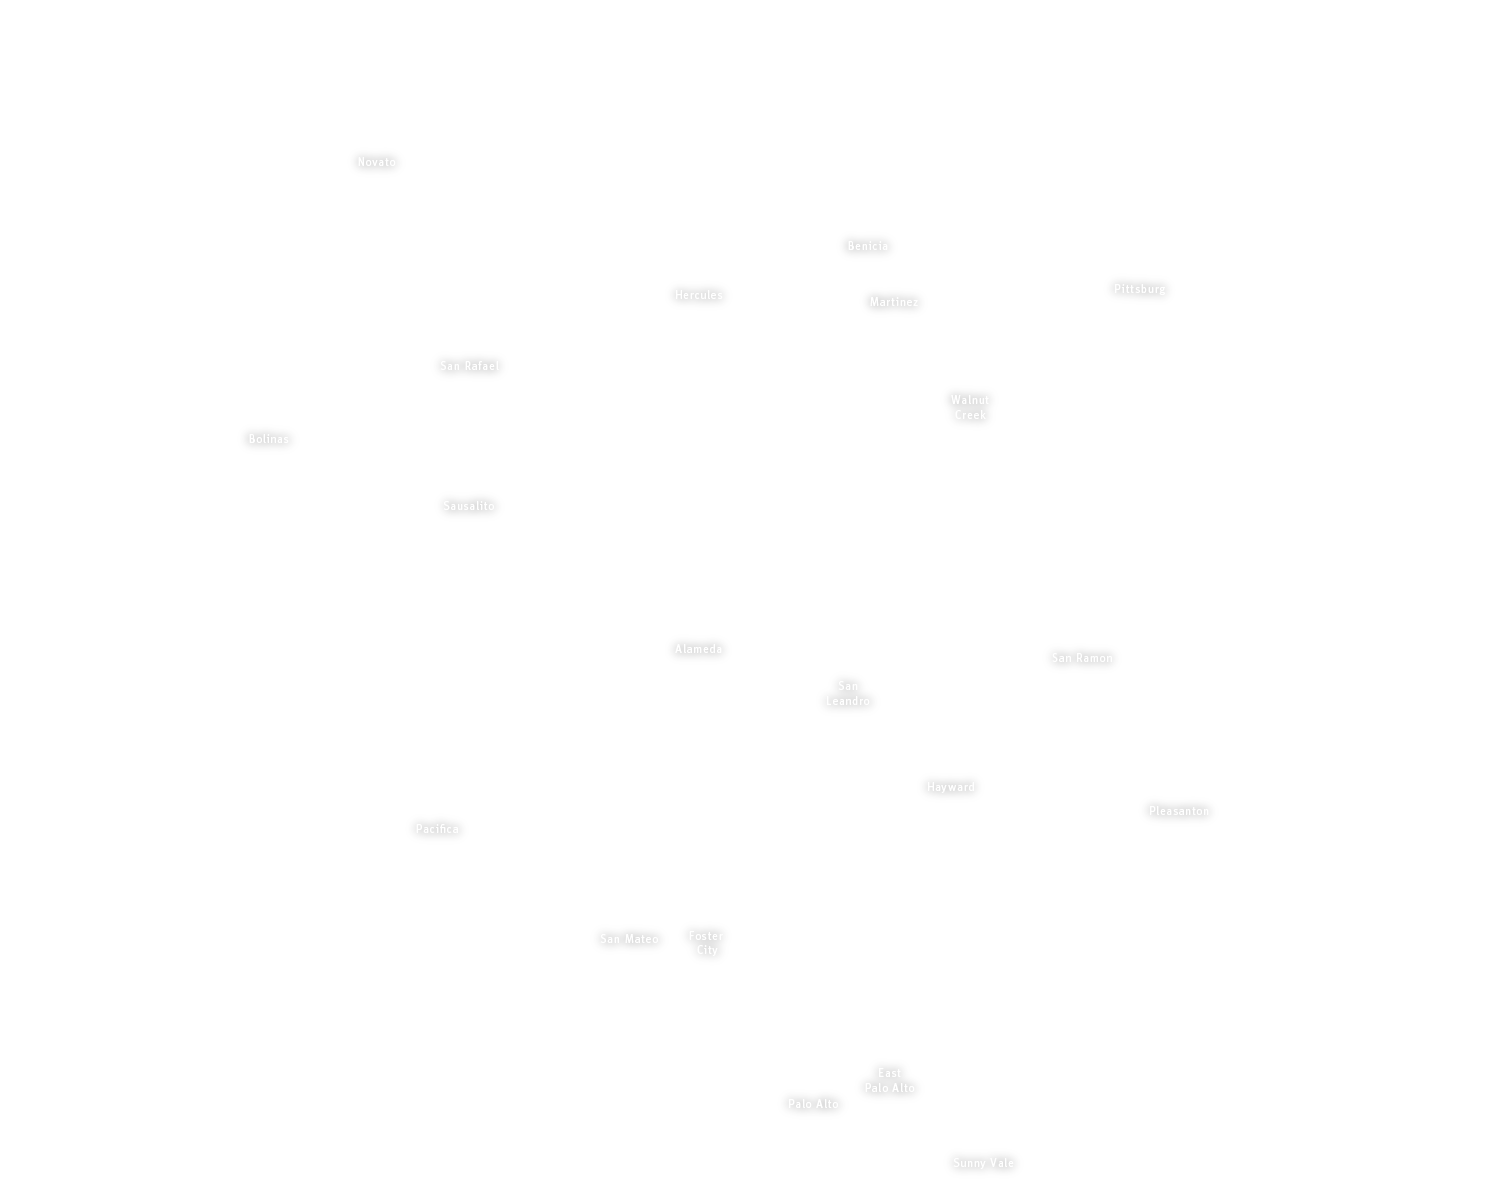 Novato
Benicia
Pittsburg
Hercules
Martinez
San Rafael
Walnut
Creek
Bolinas
Sausalito
Alameda
San Ramon
San
Leandro
Hayward
Pleasanton
Pacifica
San Mateo
Foster
City
East
Palo Alto
Palo Alto
Sunny Vale